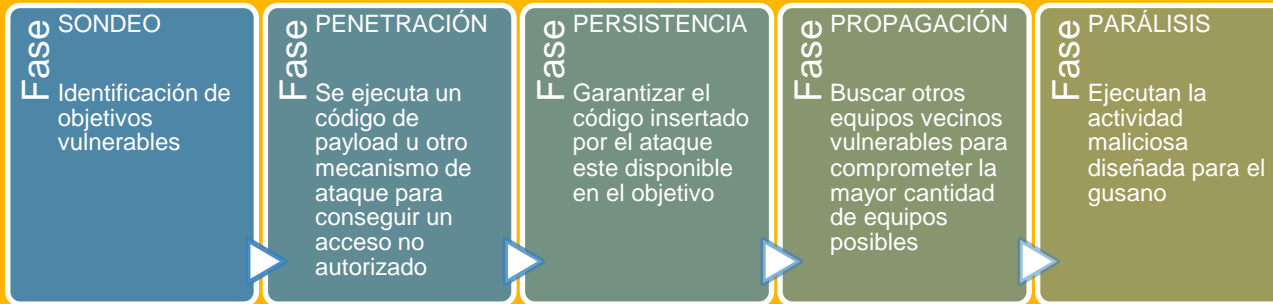 Fase
SONDEO
Identificación de
objetivos
vulnerables
Fase
PENETRACIÓN
Se ejecuta un
código de
payload u otro
mecanismo de
ataque para
conseguir un
acceso no
autorizado
Fase
PERSISTENCIA
Garantizar el
código insertado
por el ataque
este disponible
en el objetivo
Fase
PROPAGACIÓN
Buscar otros
equipos vecinos
vulnerables para
comprometer la
mayor cantidad
de equipos
posibles
Fase
PARÁLISIS
Ejecutan la
actividad
maliciosa
diseñada para el
gusano